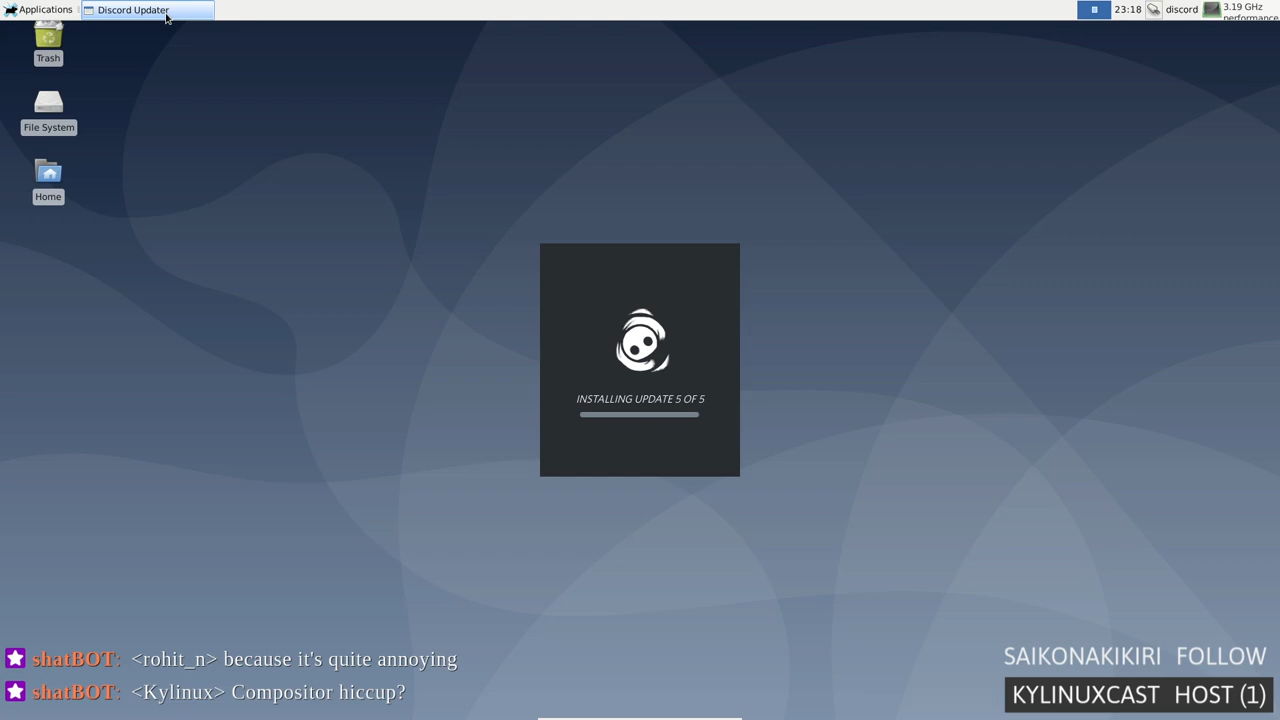 Applications
Discord Updater
23:18
discord
3.19 GHz
performance
Trash
File System
Home
INSTALLING UPDATE 5 OF 5
shatBOT: <rohit_n> because it's quite annoying
shatBOT: <Kylinux> Compositor hiccup?
SAIKONAKIKIRI FOLLOW
KYLINUXCAST HOST (1)